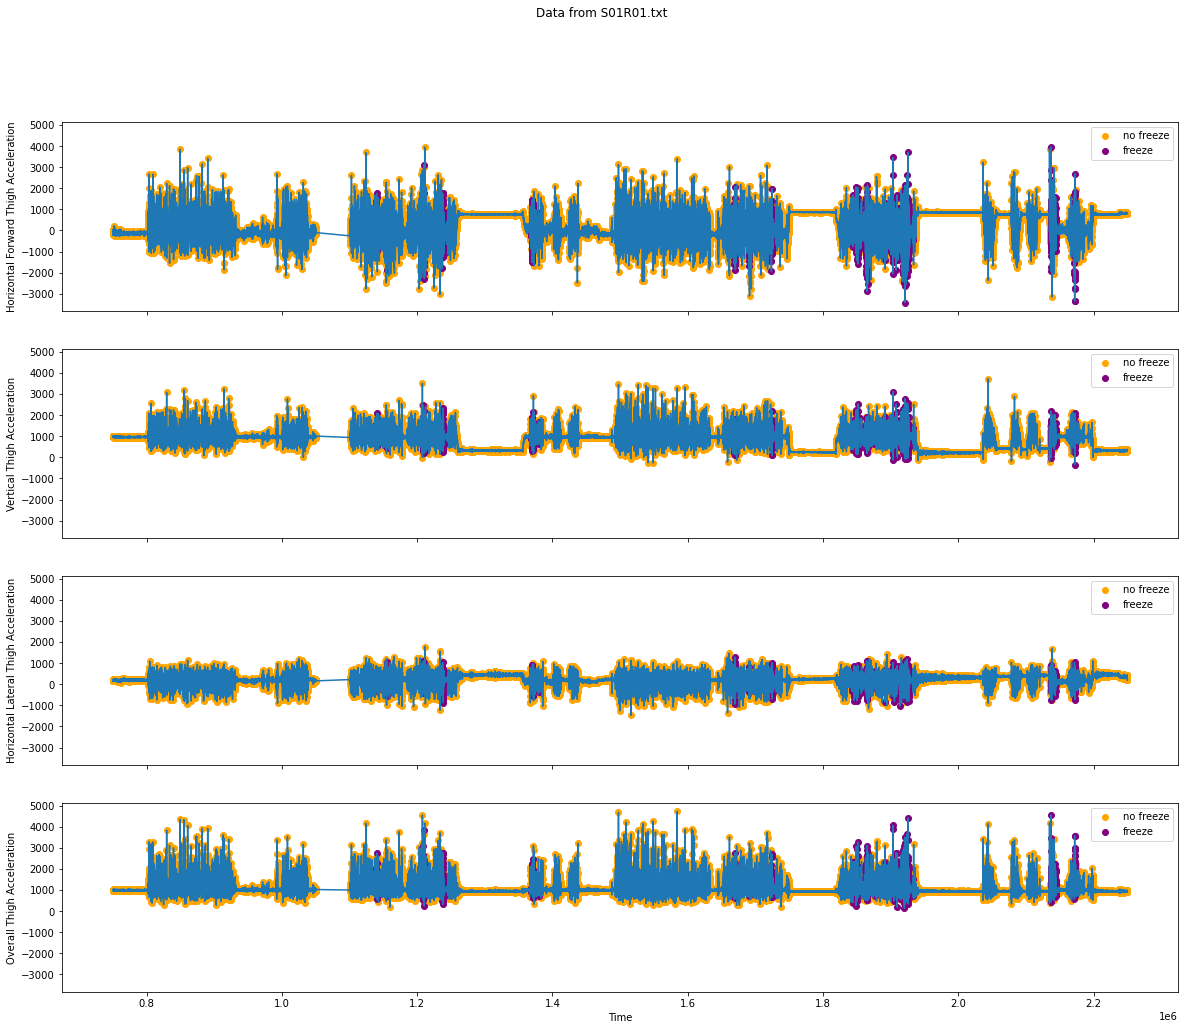 Data from S01R01.txt
Horizontal Forward Thigh Acceleration
5000
4000
3000
2000
1000
0
−1000
−2000
−3000
no freeze
freeze
Vertical Thigh Acceleration
5000
4000
3000
2000
1000
0
−1000
−2000
−3000
no freeze
freeze
Horizontal Lateral Thigh Acceleration
5000
4000
3000
2000
1000
0
−1000
−2000
−3000
no freeze
freeze
Overall Thigh Acceleration
5000
4000
3000
2000
1000
0
−1000
−2000
−3000
no freeze
freeze
0.8 1.0 1.2 1.4 1.6 1.8 2.0 2.2
Time
1e6